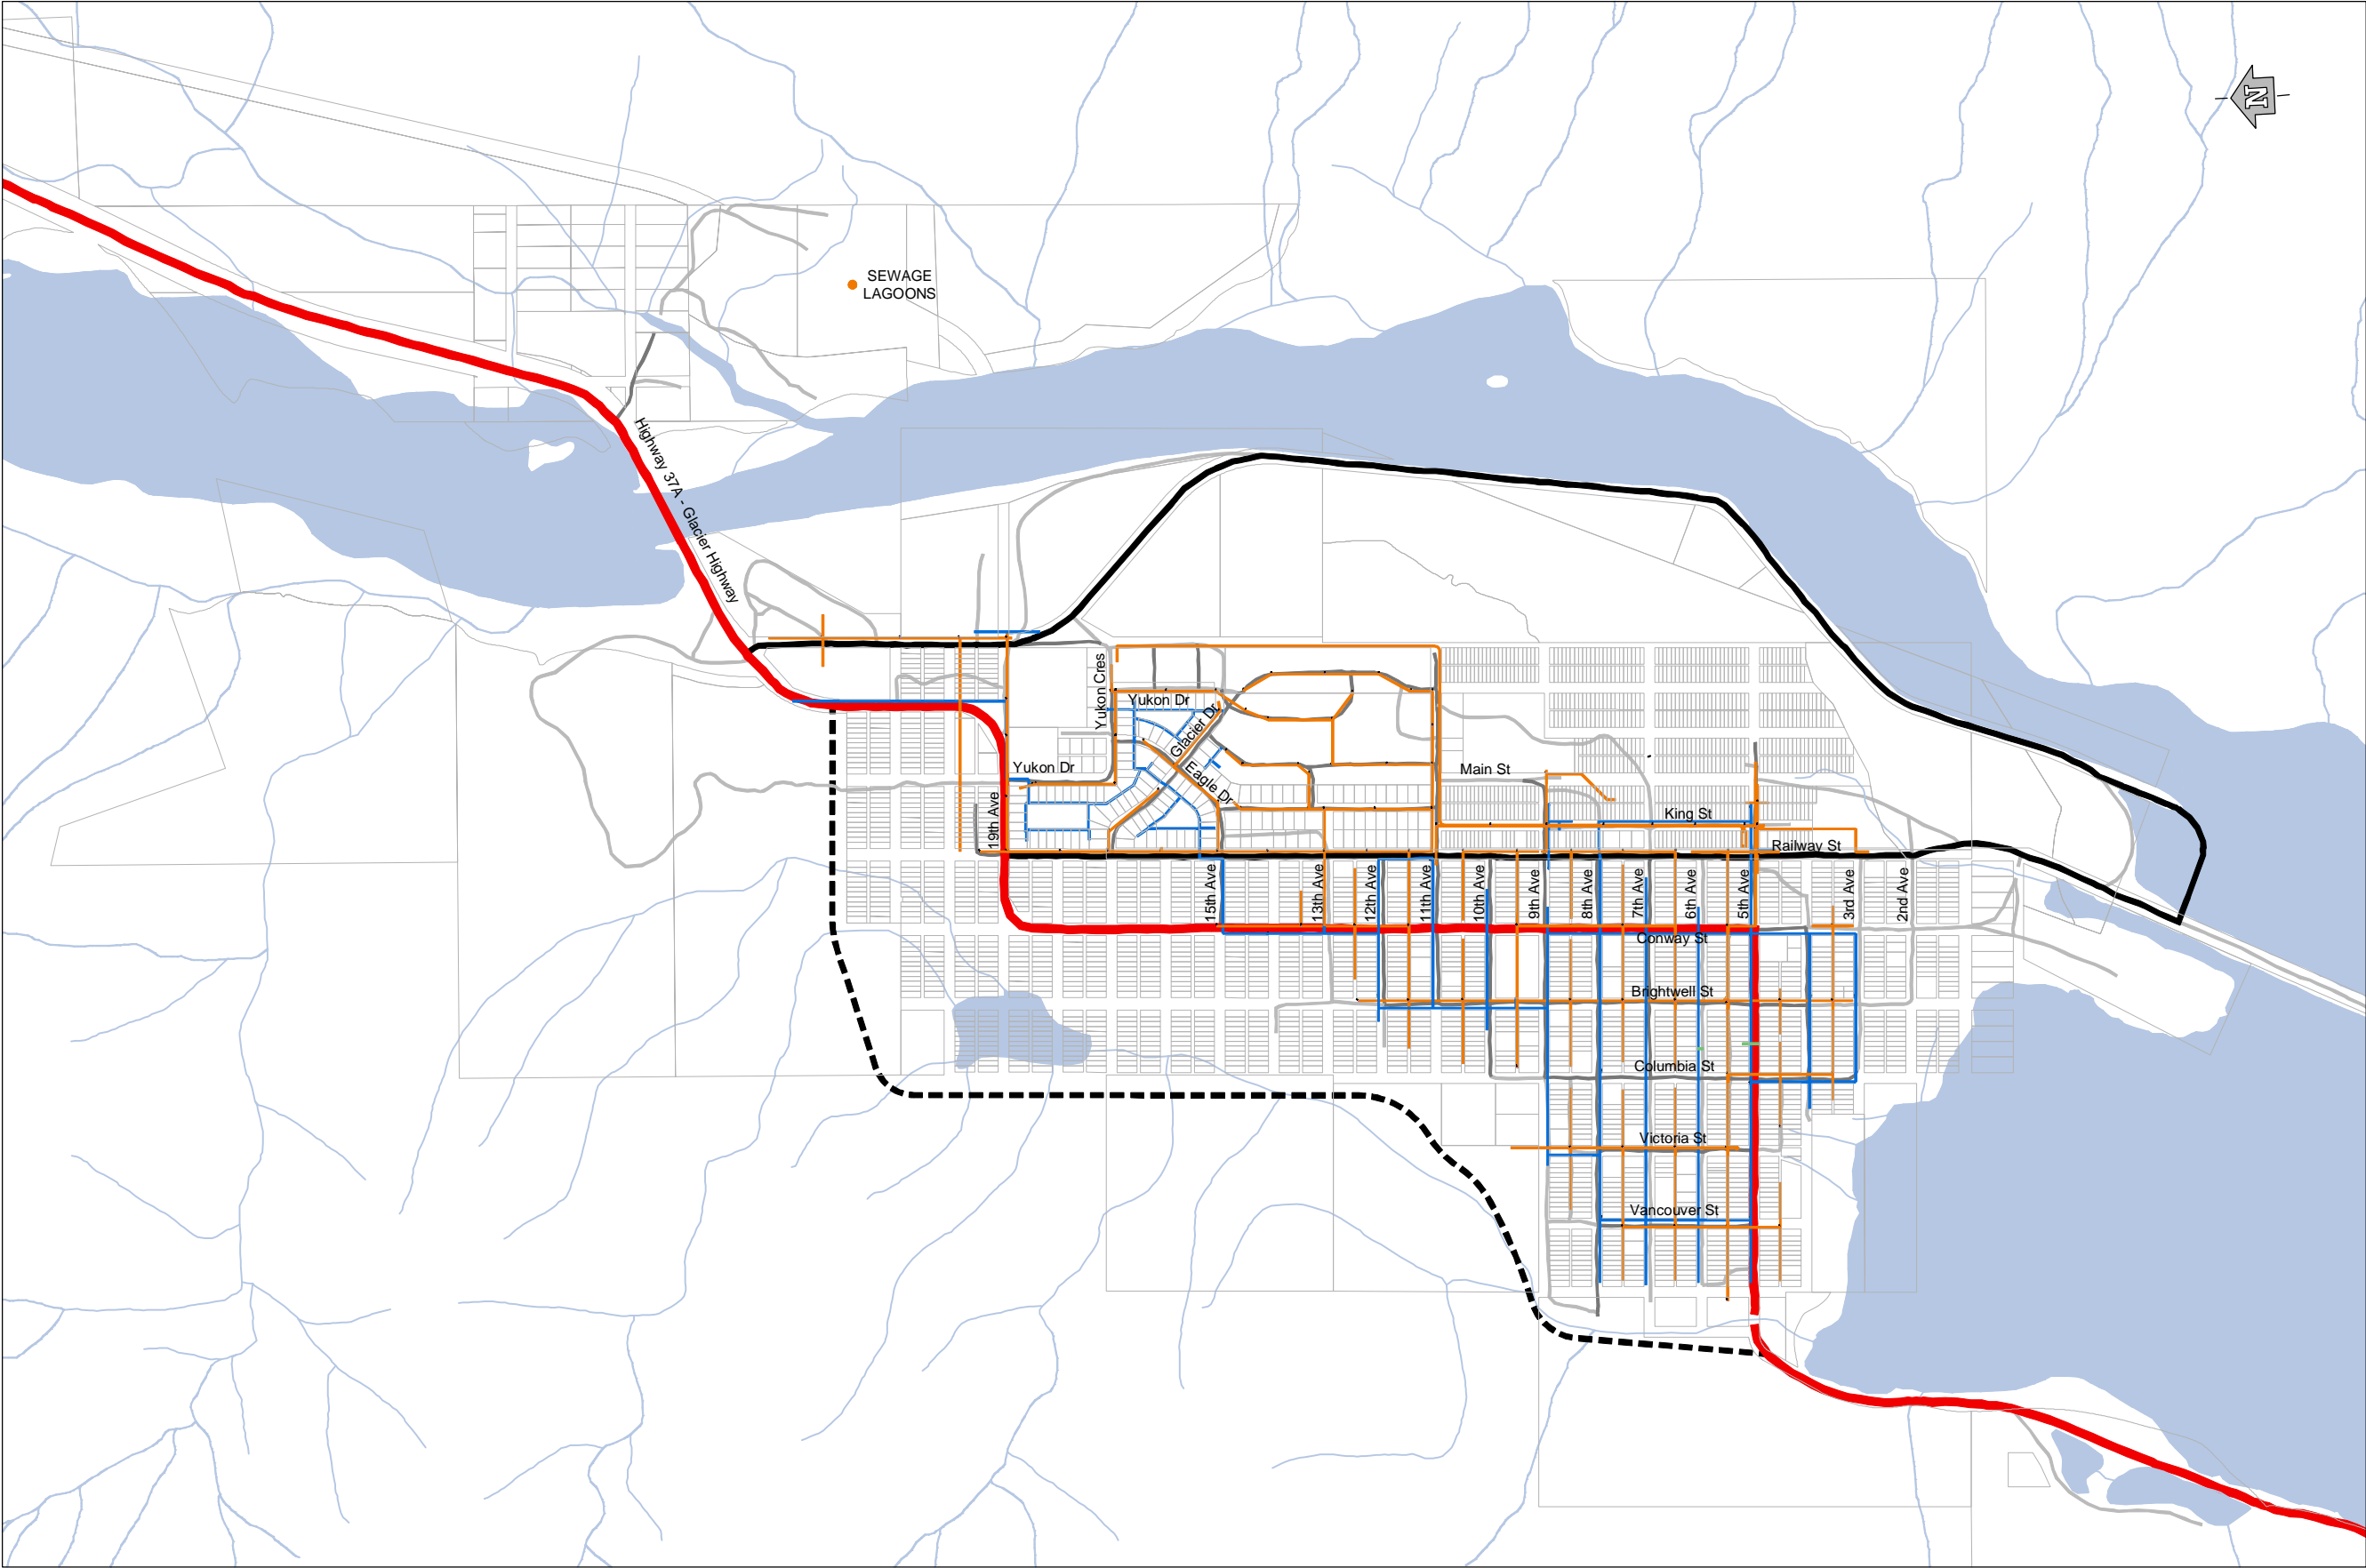 N
SEWAGE
LAGOONS
Highway 37A - Glacier Highway
Yukon Cres
Yukon Dr
Glacier Dr
Eagle Dr
Yukon Dr
Main St
19th Ave
King St
Railway St
15th Ave
13th Ave
12th Ave
11th Ave
10th Ave
9th Ave
8th Ave
7th Ave
6th Ave
5th Ave
3rd Ave
2nd Ave
Conway St
Brightwell St
Columbia St
Victoria St
Vancouver St